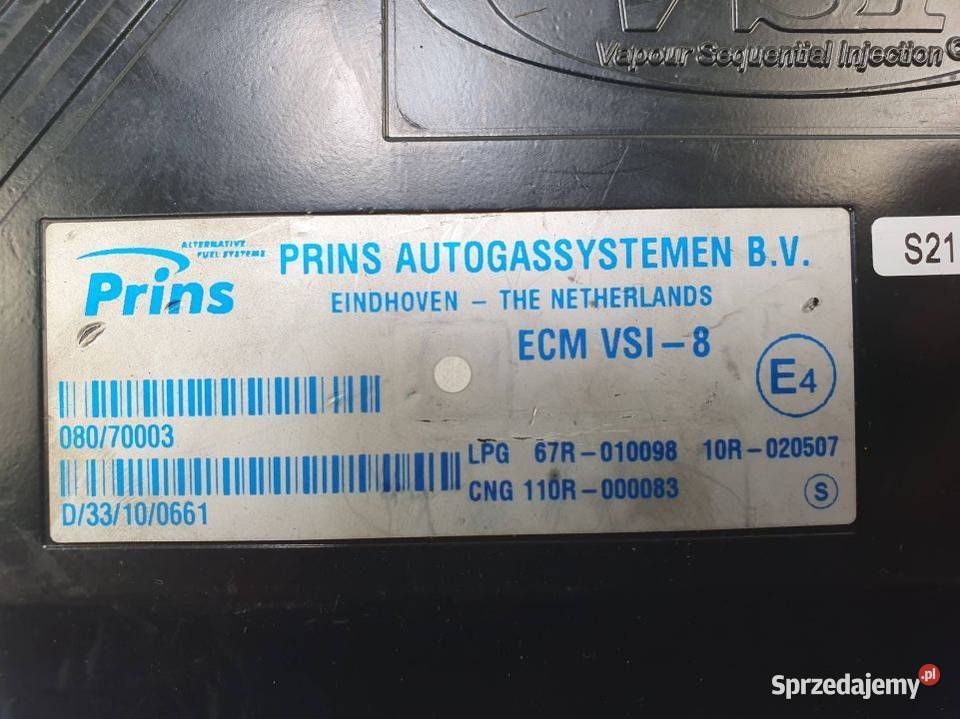 VSI
Vapour Sequential Injection
ALTERNATIVE
FUEL SYSTEMS
Prins
PRINS AUTOGASSYSTEMEN B.V.
EINDHOVEN - THE NETHERLANDS
ECM VSI-8
E4
S21
080/70003
LPG 67R-010098 10R-020507
CNG 110R-000083
S
D/33/10/0661
Sprzedajemy.pl